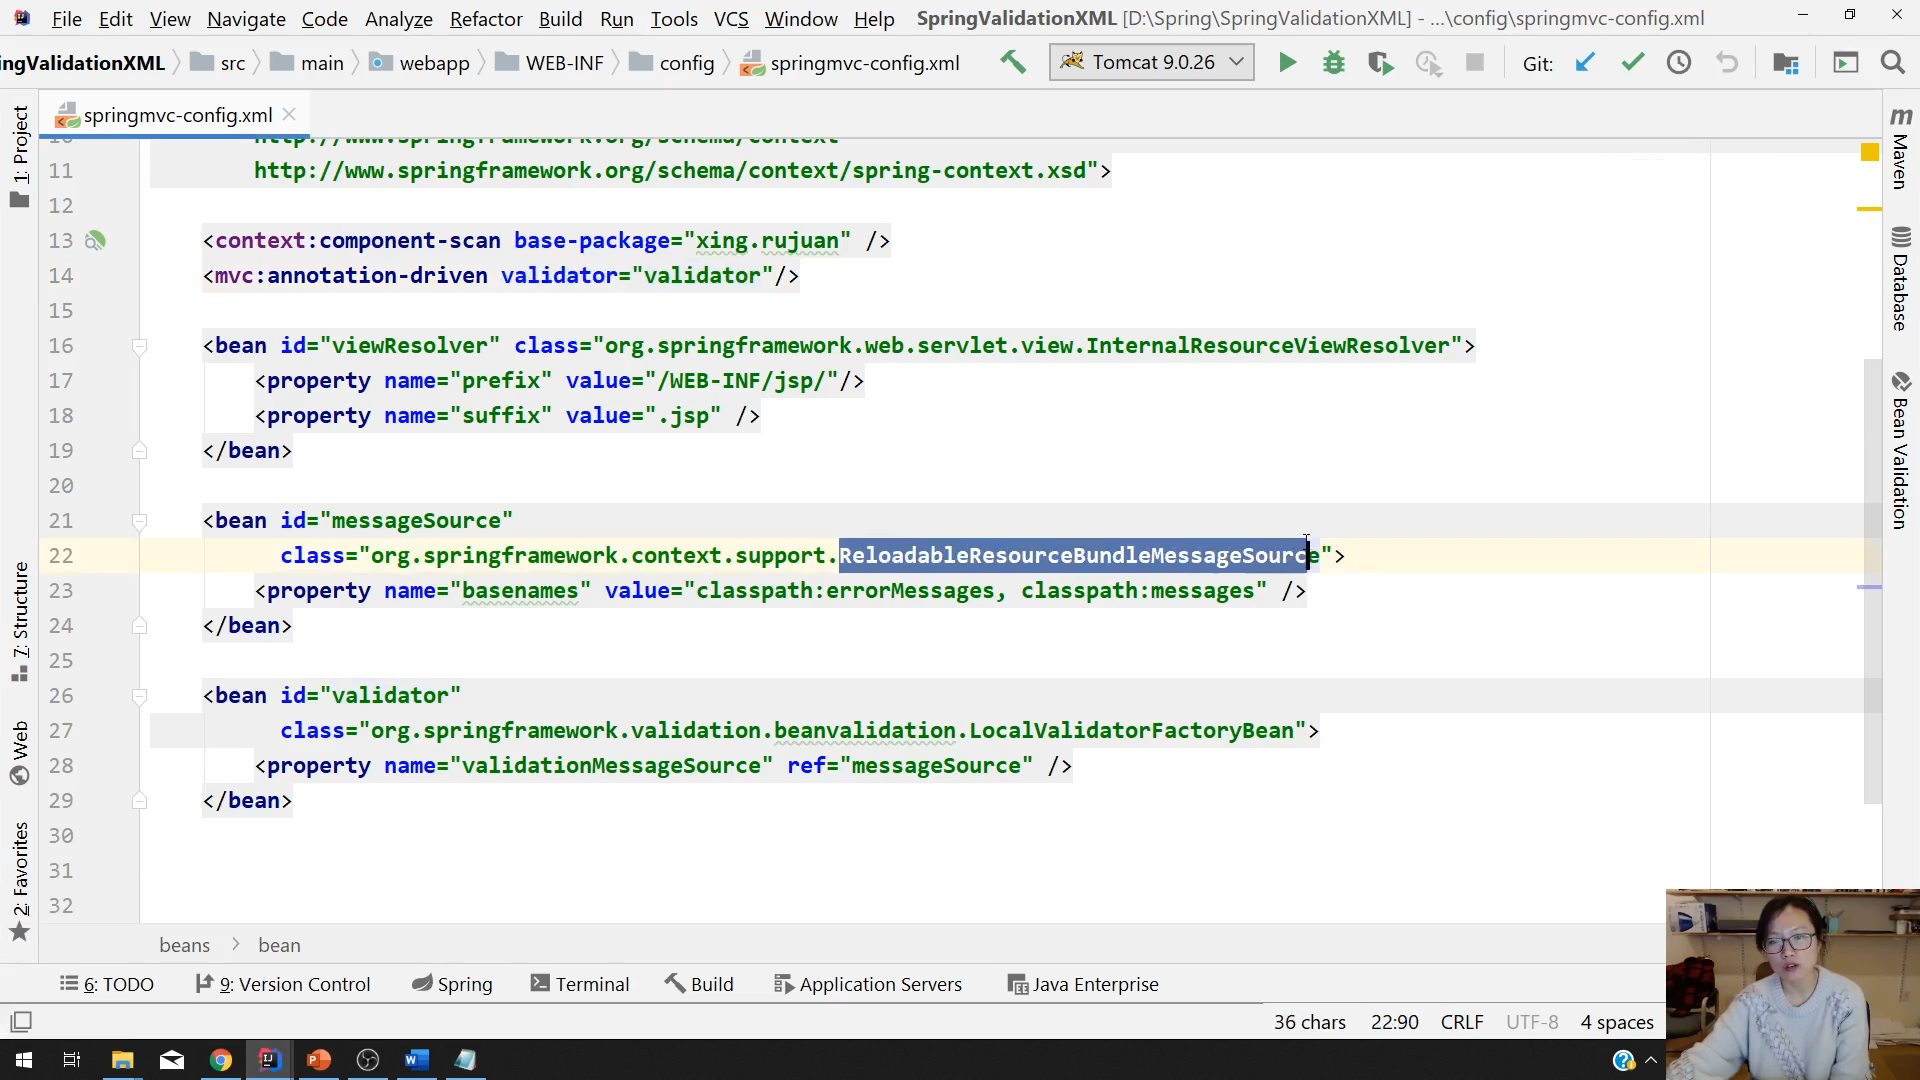 File Edit View Navigate Code Analyze Refactor Build Run Tools VCS Window Help SpringValidationXML [D:\Spring\SpringValidationXML] - ...\config\springmvc-config.xml
ngValidationXML src main webapp WEB-INF config springmvc-config.xml Tomcat 9.0.26 Git:
springmvc-config.xml
10 http://www.springframework.org/schema/context
11 http://www.springframework.org/schema/context/spring-context.xsd">
12
13 <context:component-scan base-package="xing.rujuan" />
14 <mvc:annotation-driven validator="validator"/>
15
16 <bean id="viewResolver" class="org.springframework.web.servlet.view.InternalResourceViewResolver">
17 <property name="prefix" value="/WEB-INF/jsp/"/>
18 <property name="suffix" value=".jsp" />
19 </bean>
20
21 <bean id="messageSource"
22 class="org.springframework.context.support.ReloadableResourceBundleMessageSource">
23 <property name="basenames" value="classpath:errorMessages, classpath:messages" />
24 </bean>
25
26 <bean id="validator"
27 class="org.springframework.validation.beanvalidation.LocalValidatorFactoryBean">
28 <property name="validationMessageSource" ref="messageSource" />
29 </bean>
30
31
32
1: Project
7: Structure
Web
2: Favorites
m Maven
Database
Bean Validation
beans > bean
6: TODO 9: Version Control Spring Terminal Build Application Servers Java Enterprise
36 chars 22:90 CRLF UTF-8 4 spaces